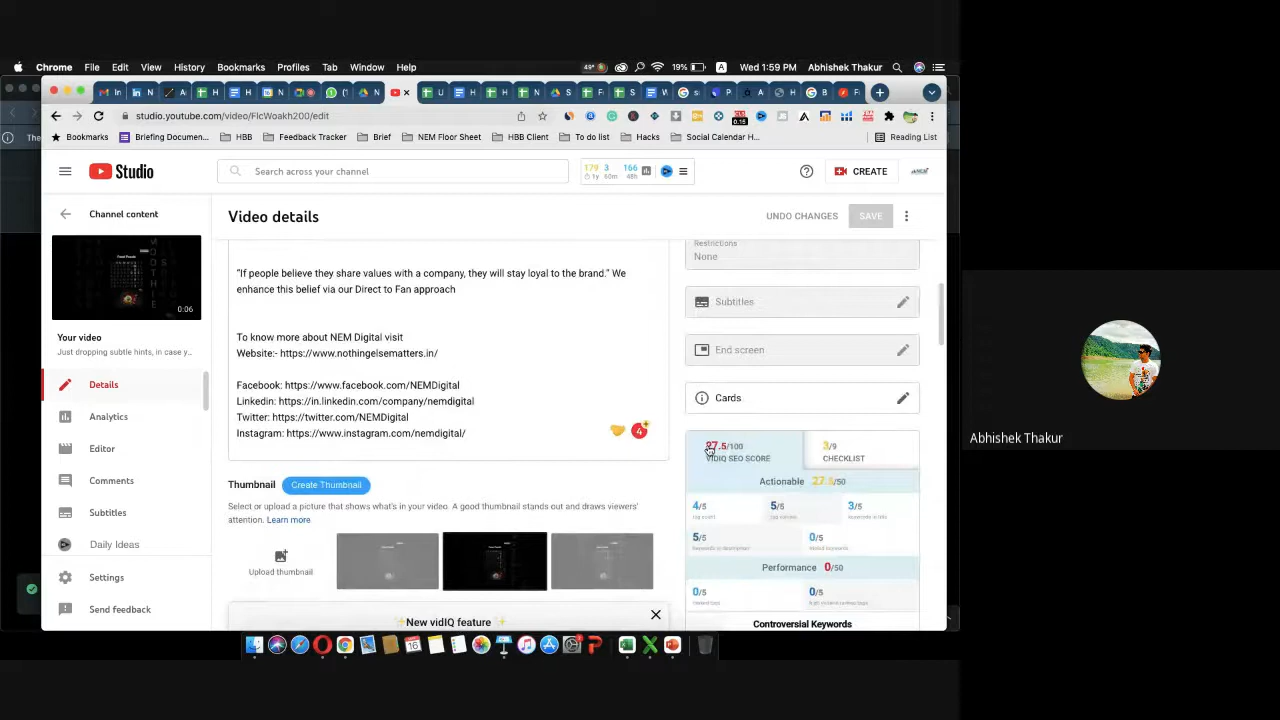 Chrome File Edit View History Bookmarks Profiles Tab Window Help 49° 19% A Wed 1:59 PM Abhishek Thakur
studio.youtube.com/video/FlcWoakh200/edit
Bookmarks Briefing Documen... HBB Feedback Tracker Brief NEM Floor Sheet HBB Client To do list Hacks Social Calendar H... Reading List
Studio
Search across your channel
179 3 166
1y 60m 48h
CREATE
Channel content
Video details
UNDO CHANGES
SAVE
0:06
Your video
Just dropping subtle hints, in case y...
Details
Analytics
Editor
Comments
Subtitles
Daily Ideas
Settings
Send feedback
"If people believe they share values with a company, they will stay loyal to the brand." We
enhance this belief via our Direct to Fan approach
To know more about NEM Digital visit
Website:- https://www.nothingelsematters.in/
Facebook: https://www.facebook.com/NEMDigital
Linkedin: https://in.linkedin.com/company/nemdigital
Twitter: https://twitter.com/NEMDigital
Instagram: https://www.instagram.com/nemdigital/
4
Thumbnail
Create Thumbnail
Select or upload a picture that shows what's in your video. A good thumbnail stands out and draws viewers'
attention. Learn more
Upload thumbnail
New vidIQ feature
Restrictions
None
Subtitles
End screen
Cards
27.5/100
VIDIQ SEO SCORE
3/9
CHECKLIST
Actionable 27.5/50
4/5 5/5 3/5
5/5 0/5
Performance 0/50
0/5 0/5
Controversial Keywords
Abhishek Thakur